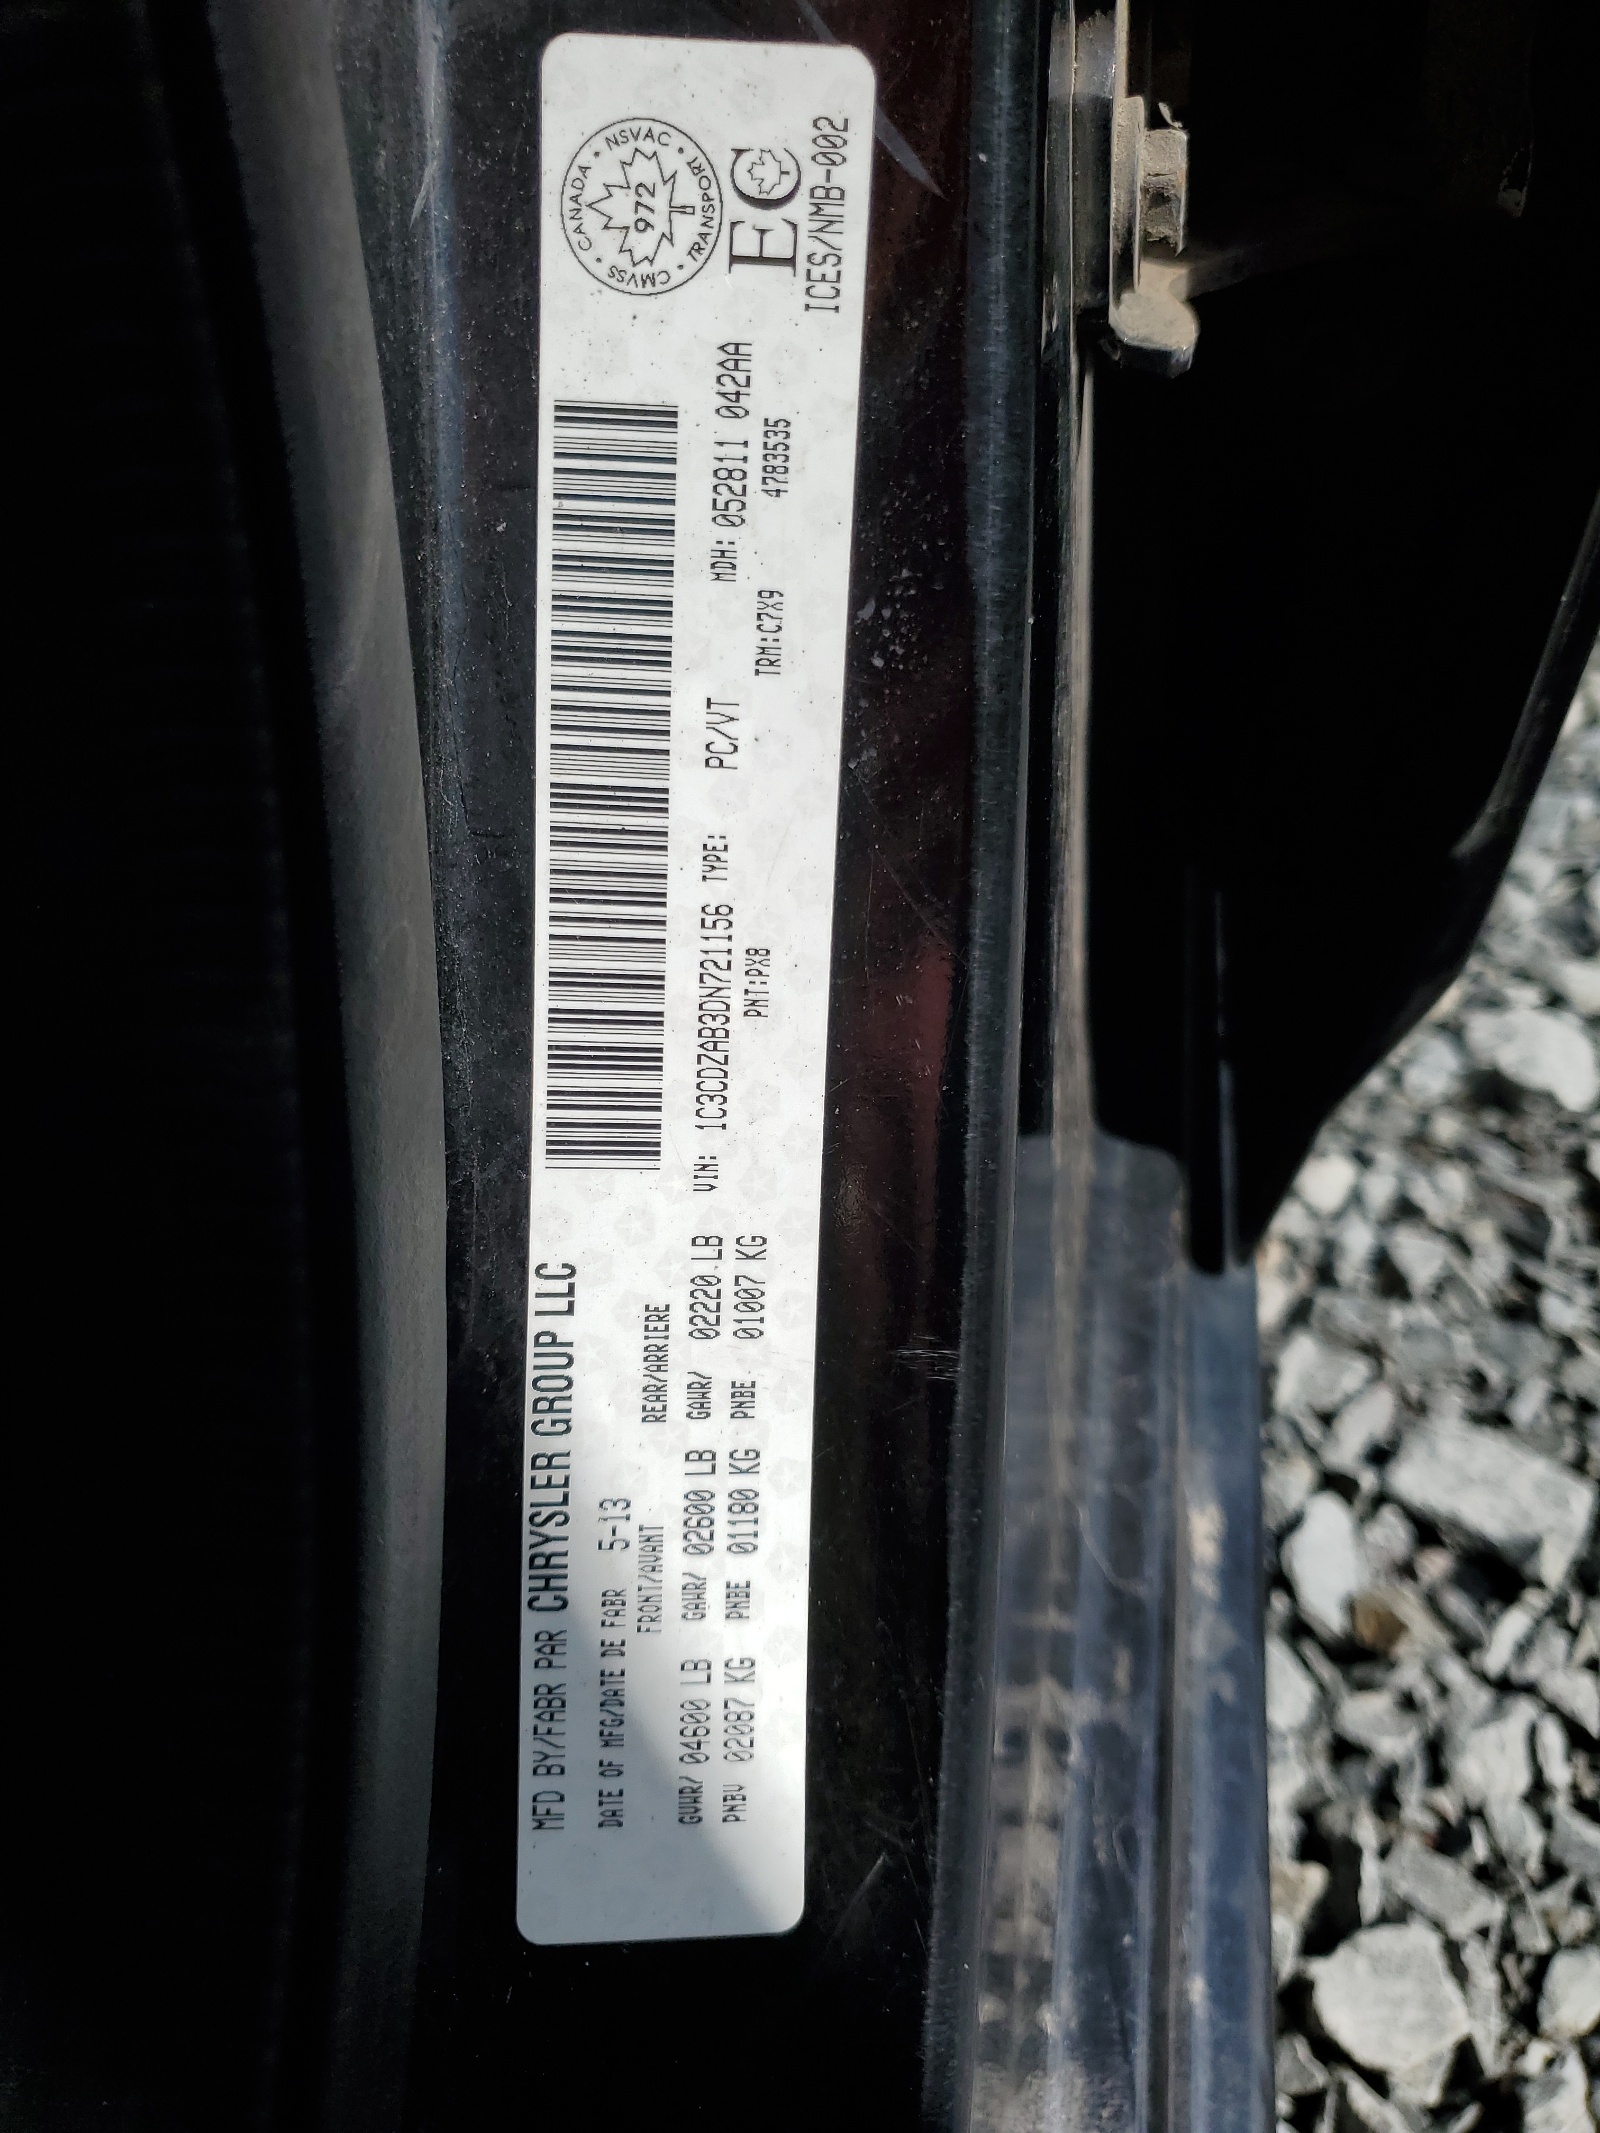 MFD BY/FABR PAR CHRYSLER GROUP LLC
DATE OF MFG/DATE DE FABR 5-13
FRONT/AVANT REAR/ARRIERE
GVWR/ 04600 LB GAWR/ 02600 LB GAWR/ 02220 LB
PNBV 02087 KG PNBE 01180 KG PNBE 01007 KG
VIN: 1C3CDZAB3DN721156 TYPE: PC/VT MDH: 052811 042AA
PNT:PX8 TRM:C7X9 4783535
CANADA • NSVAC • TRANSPORT • CMVSS •
972
EC
ICES/NMB-002